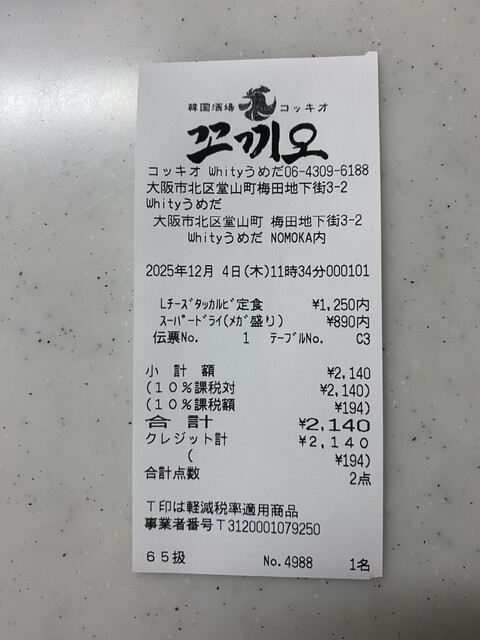 韓国酒場 コッキオ
꼬끼오
コッキオ Whityうめだ06-4309-6188
大阪市北区堂山町梅田地下街3-2
Whityうめだ
大阪市北区堂山町 梅田地下街3-2
Whityうめだ NOMOKA内
2025年12月 4日(木)11時34分000101
Lﾁｰｽﾞﾀｯｶﾙﾋﾞ定食 ¥1,250内
ｽｰﾊﾟｰﾄﾞﾗｲ(ﾒｶﾞ盛り) ¥890内
伝票No. 1 ﾃｰﾌﾞﾙNo. C3
小 計 額 ¥2,140
(10%課税対 ¥2,140)
(10%課税額 ¥194)
合 計 ¥2,140
クレジット計 ¥2,140
( ¥194)
合計点数 2点
T印は軽減税率適用商品
事業者番号T3120001079250
65扱 No.4988 1名